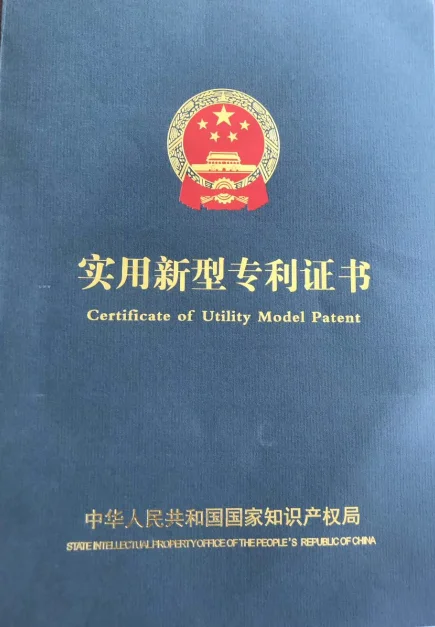 实用新型专利证书
Certificate of Utility Model Patent
中华人民共和国国家知识产权局
STATE INTELLECTUAL PROPERTY OFFICE OF THE PEOPLE'S REPUBLIC OF CHINA